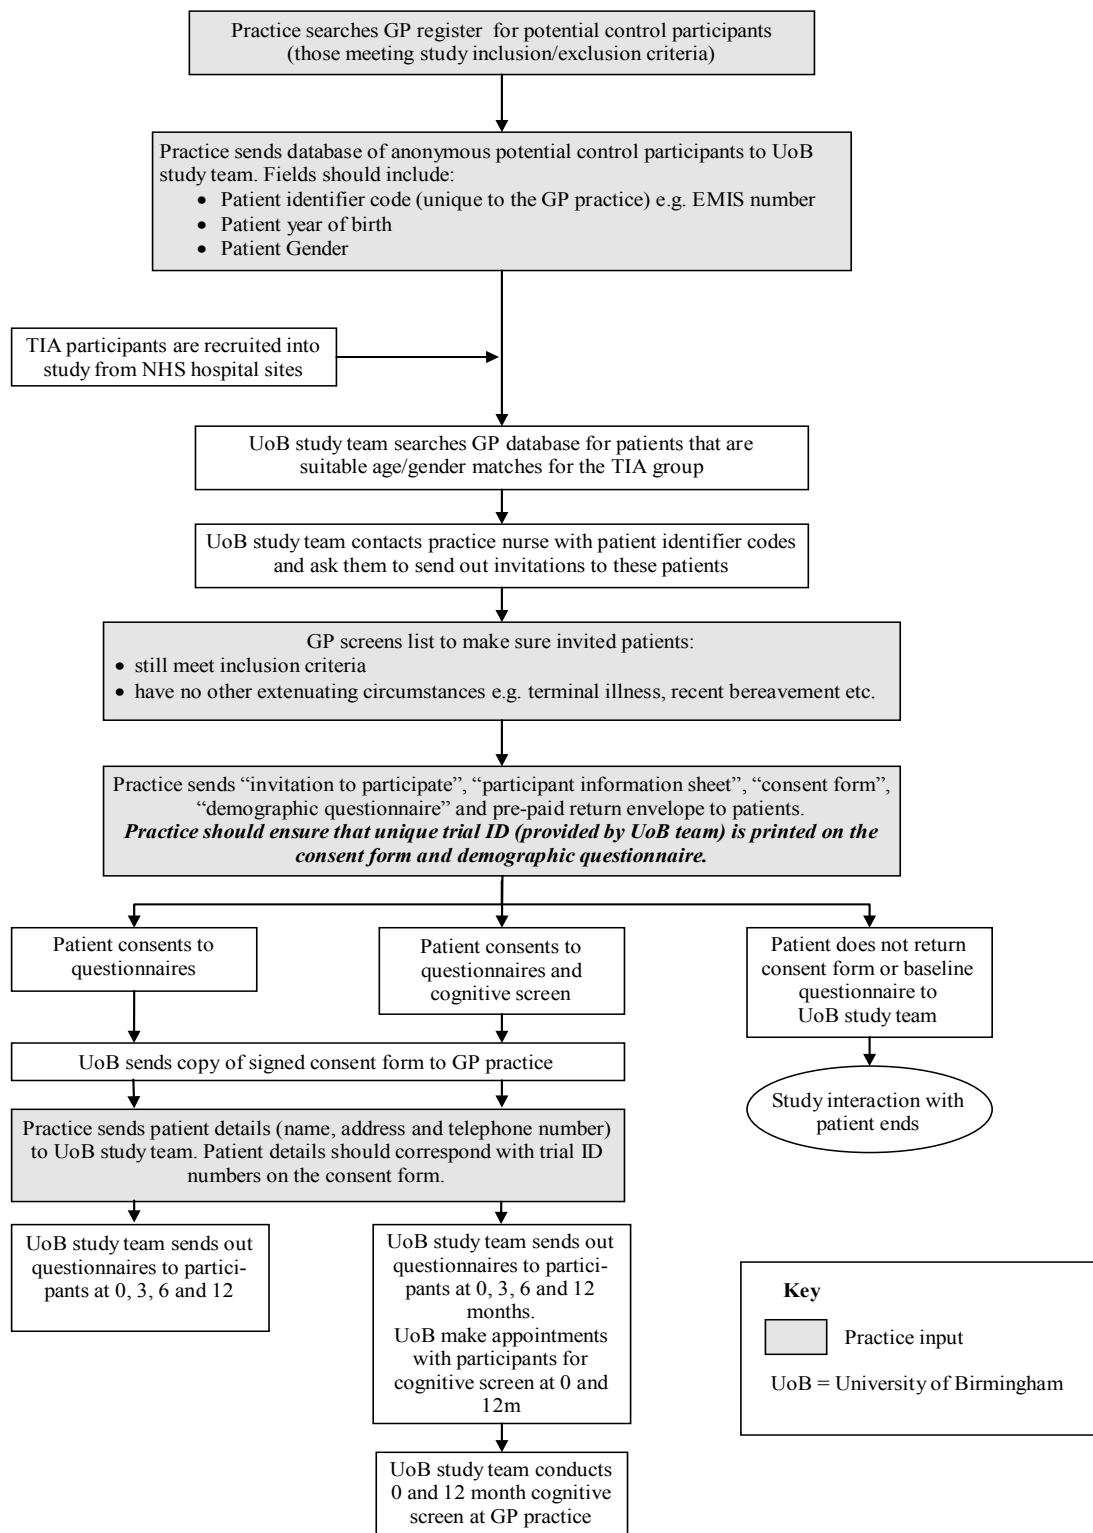 Practice searches GP register for potential control participants
(those meeting study inclusion/exclusion criteria)
Practice sends database of anonymous potential control participants to UoB
study team. Fields should include:
• Patient identifier code (unique to the GP practice) e.g. EMIS number
• Patient year of birth
• Patient Gender
TIA participants are recruited into
study from NHS hospital sites
UoB study team searches GP database for patients that are
suitable age/gender matches for the TIA group
UoB study team contacts practice nurse with patient identifier codes
and ask them to send out invitations to these patients
GP screens list to make sure invited patients:
• still meet inclusion criteria
• have no other extenuating circumstances e.g. terminal illness, recent bereavement etc.
Practice sends “invitation to participate”, “participant information sheet”, “consent form”,
“demographic questionnaire” and pre-paid return envelope to patients.
Practice should ensure that unique trial ID (provided by UoB team) is printed on the
consent form and demographic questionnaire.
Patient consents to
questionnaires
Patient consents to
questionnaires and
cognitive screen
Patient does not return
consent form or baseline
questionnaire to
UoB study team
UoB sends copy of signed consent form to GP practice
Study interaction with
patient ends
Practice sends patient details (name, address and telephone number)
to UoB study team. Patient details should correspond with trial ID
numbers on the consent form.
UoB study team sends out
questionnaires to partici-
pants at 0, 3, 6 and 12
UoB study team sends out
questionnaires to partici-
pants at 0, 3, 6 and 12
months.
UoB make appointments
with participants for
cognitive screen at 0 and
12m
UoB study team conducts
0 and 12 month cognitive
screen at GP practice
Key
Practice input
UoB = University of Birmingham